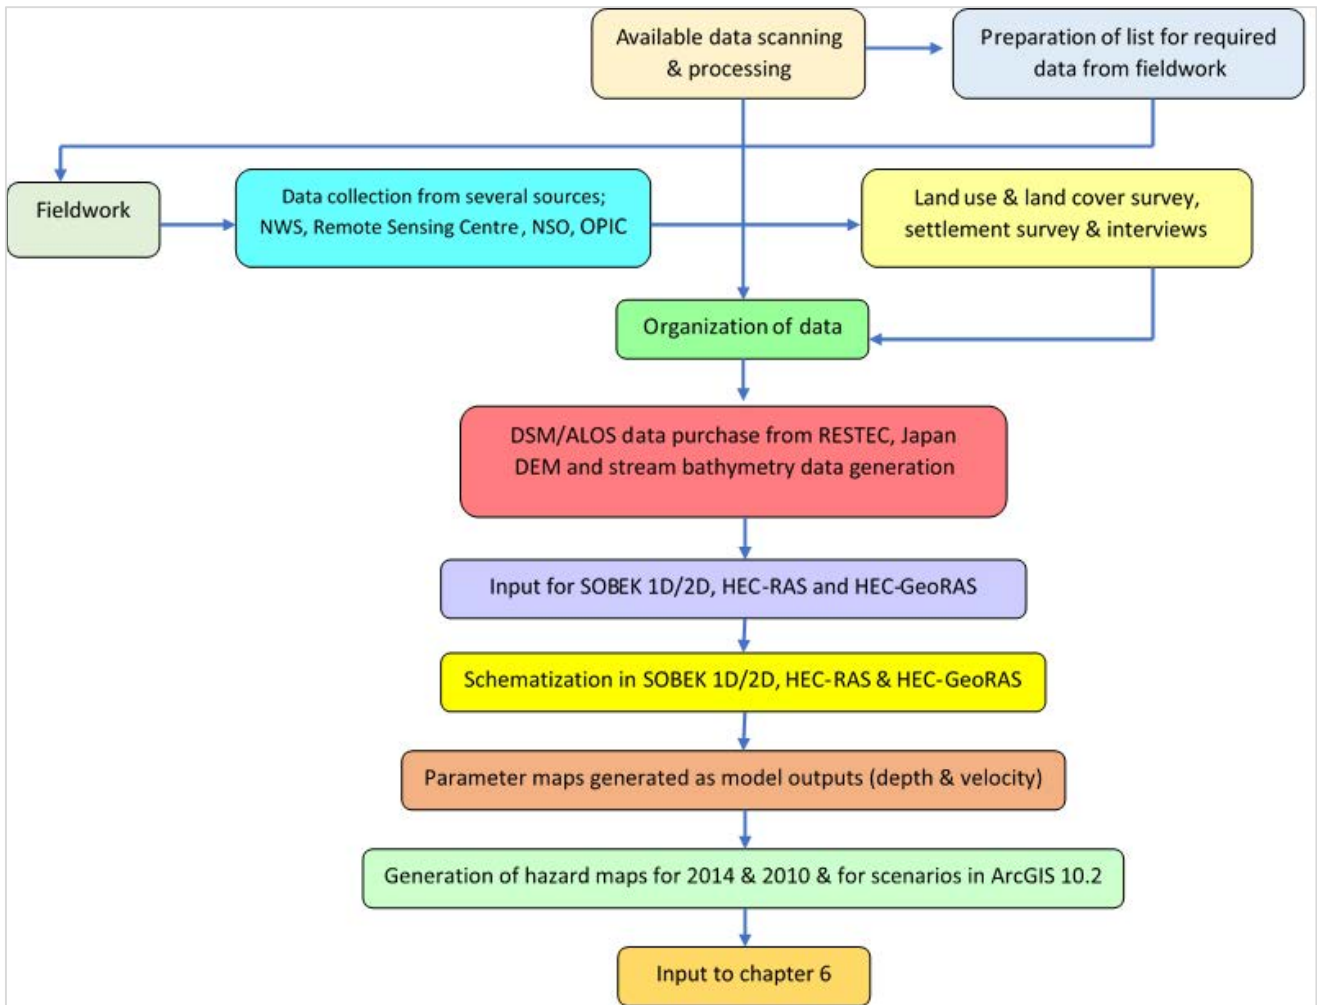 Available data scanning
& processing
Preparation of list for required
data from fieldwork
Fieldwork
Data collection from several sources;
NWS, Remote Sensing Centre , NSO, OPIC
Land use & land cover survey,
settlement survey & interviews
Organization of data
DSM/ALOS data purchase from RESTEC, Japan
DEM and stream bathymetry data generation
Input for SOBEK 1D/2D, HEC-RAS and HEC-GeoRAS
Schematization in SOBEK 1D/2D, HEC-RAS & HEC-GeoRAS
Parameter maps generated as model outputs (depth & velocity)
Generation of hazard maps for 2014 & 2010 & for scenarios in ArcGIS 10.2
Input to chapter 6